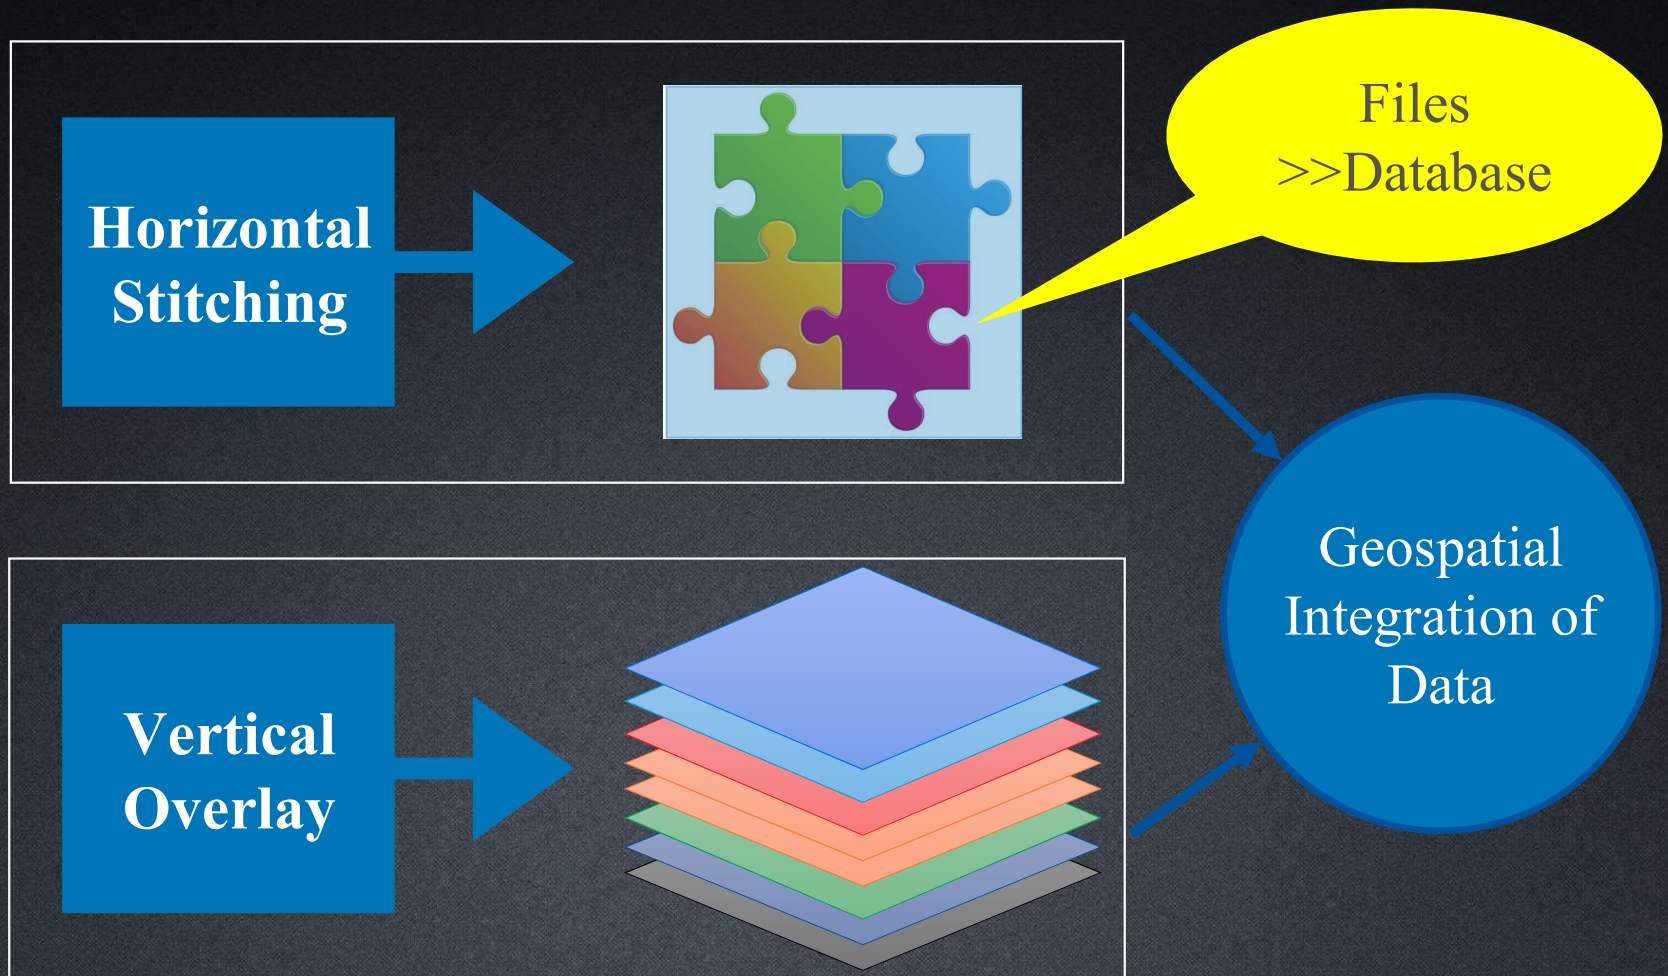 Horizontal
Stitching
Files
>>Database
Vertical
Overlay
Geospatial
Integration of
Data